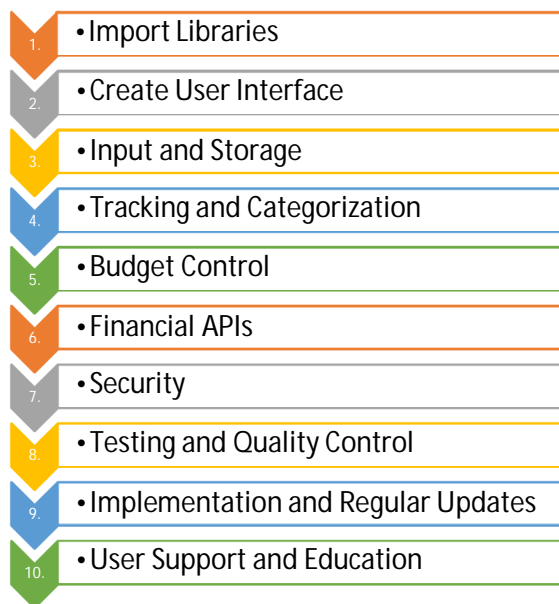 1. • Import Libraries
2. • Create User Interface
3. • Input and Storage
4. • Tracking and Categorization
5. • Budget Control
6. • Financial APIs
7. • Security
8. • Testing and Quality Control
9. • Implementation and Regular Updates
10. • User Support and Education